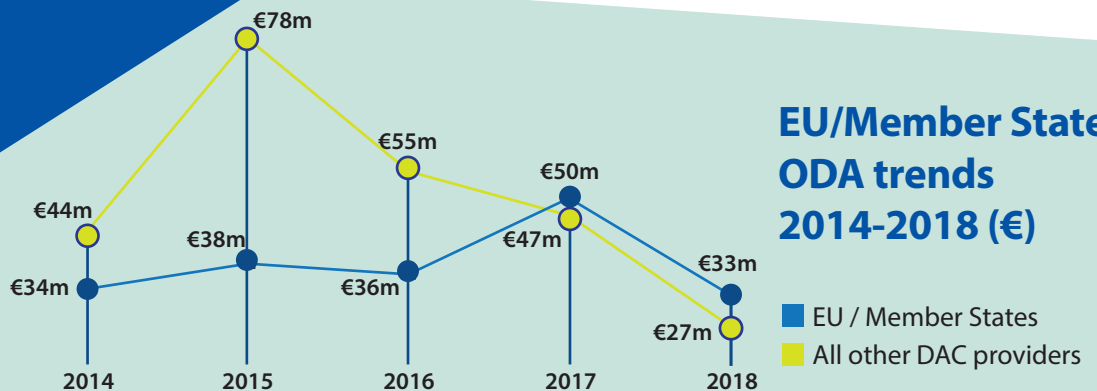 €78m
€55m
€50m
€44m
€38m
€47m
€33m
€34m
€36m
€27m
2014
2015
2016
2017
2018
EU/Member State
ODA trends
2014-2018 (€)
EU / Member States
All other DAC providers